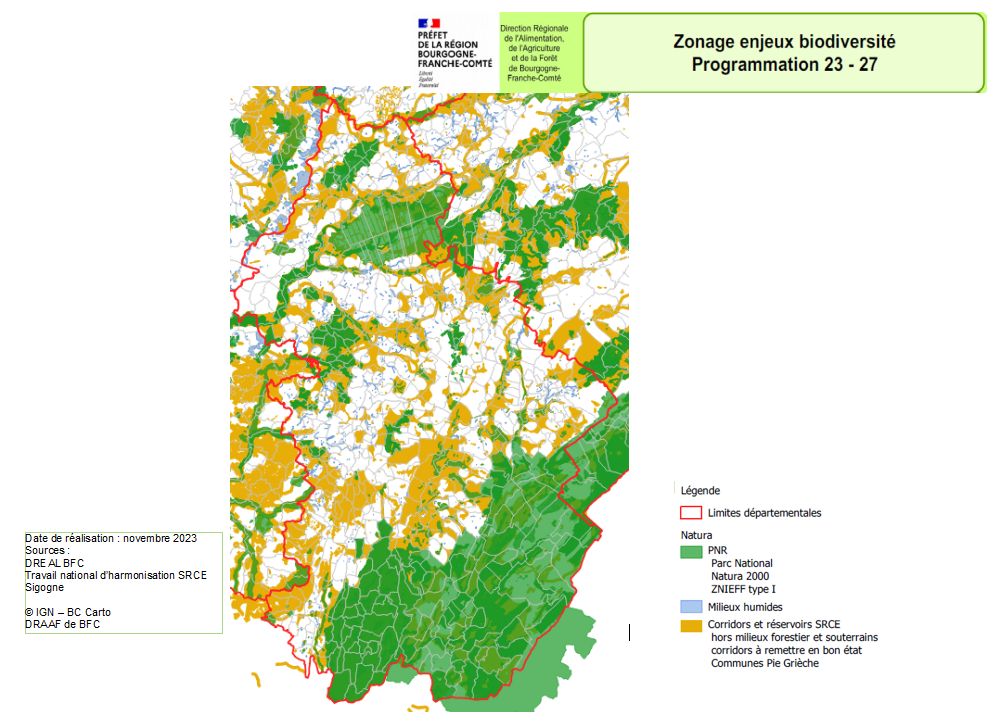 PRÉFET
DE LA RÉGION
BOURGOGNE-
FRANCHE-COMTÉ
Liberté
Égalité
Fraternité
Direction Régionale
de l'Alimentation,
de l'Agriculture
et de la Forêt
de Bourgogne-
Franche-Comté
Zonage enjeux biodiversité
Programmation 23 - 27
Légende
Limites départementales
Natura
PNR
Parc National
Natura 2000
ZNIEFF type I
Milieux humides
Corridors et réservoirs SRCE
hors milieux forestier et souterrains
corridors à remettre en bon état
Communes Pie Grièche
Date de réalisation : novembre 2023
Sources :
DREAL BFC
Travail national d'harmonisation SRCE
Sigogne
© IGN – BC Carto
DRAAF de BFC